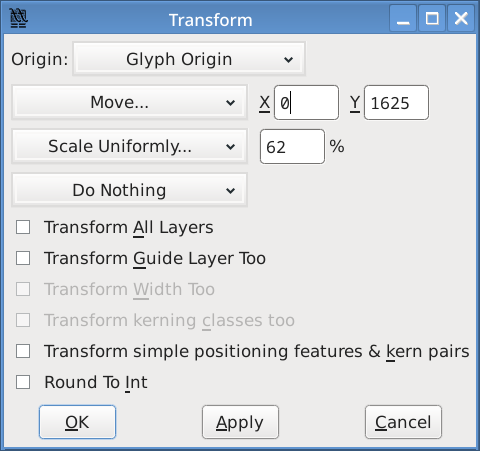 Transform
Origin: Glyph Origin
Move... X 0 Y 1625
Scale Uniformly... 62 %
Do Nothing
Transform All Layers
Transform Guide Layer Too
Transform Width Too
Transform kerning classes too
Transform simple positioning features & kern pairs
Round To Int
OK Apply Cancel